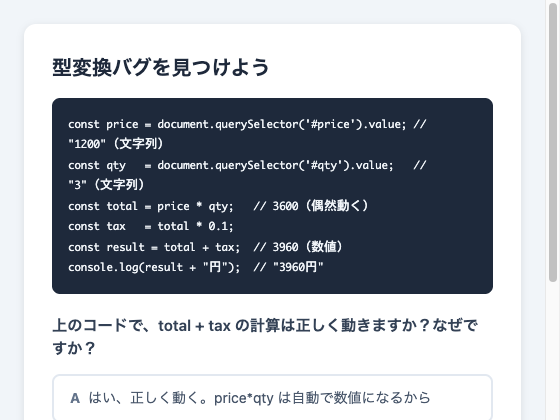 型変換バグを見つけよう
const price = document.querySelector('#price').value; //
"1200"（文字列）
const qty   = document.querySelector('#qty').value;   //
"3"（文字列）
const total = price * qty;   // 3600（偶然動く）
const tax   = total * 0.1;
const result = total + tax;  // 3960（数値）
console.log(result + "円");  // "3960円"
上のコードで、total + tax の計算は正しく動きますか？なぜで
すか？
A はい、正しく動く。price*qty は自動で数値になるから